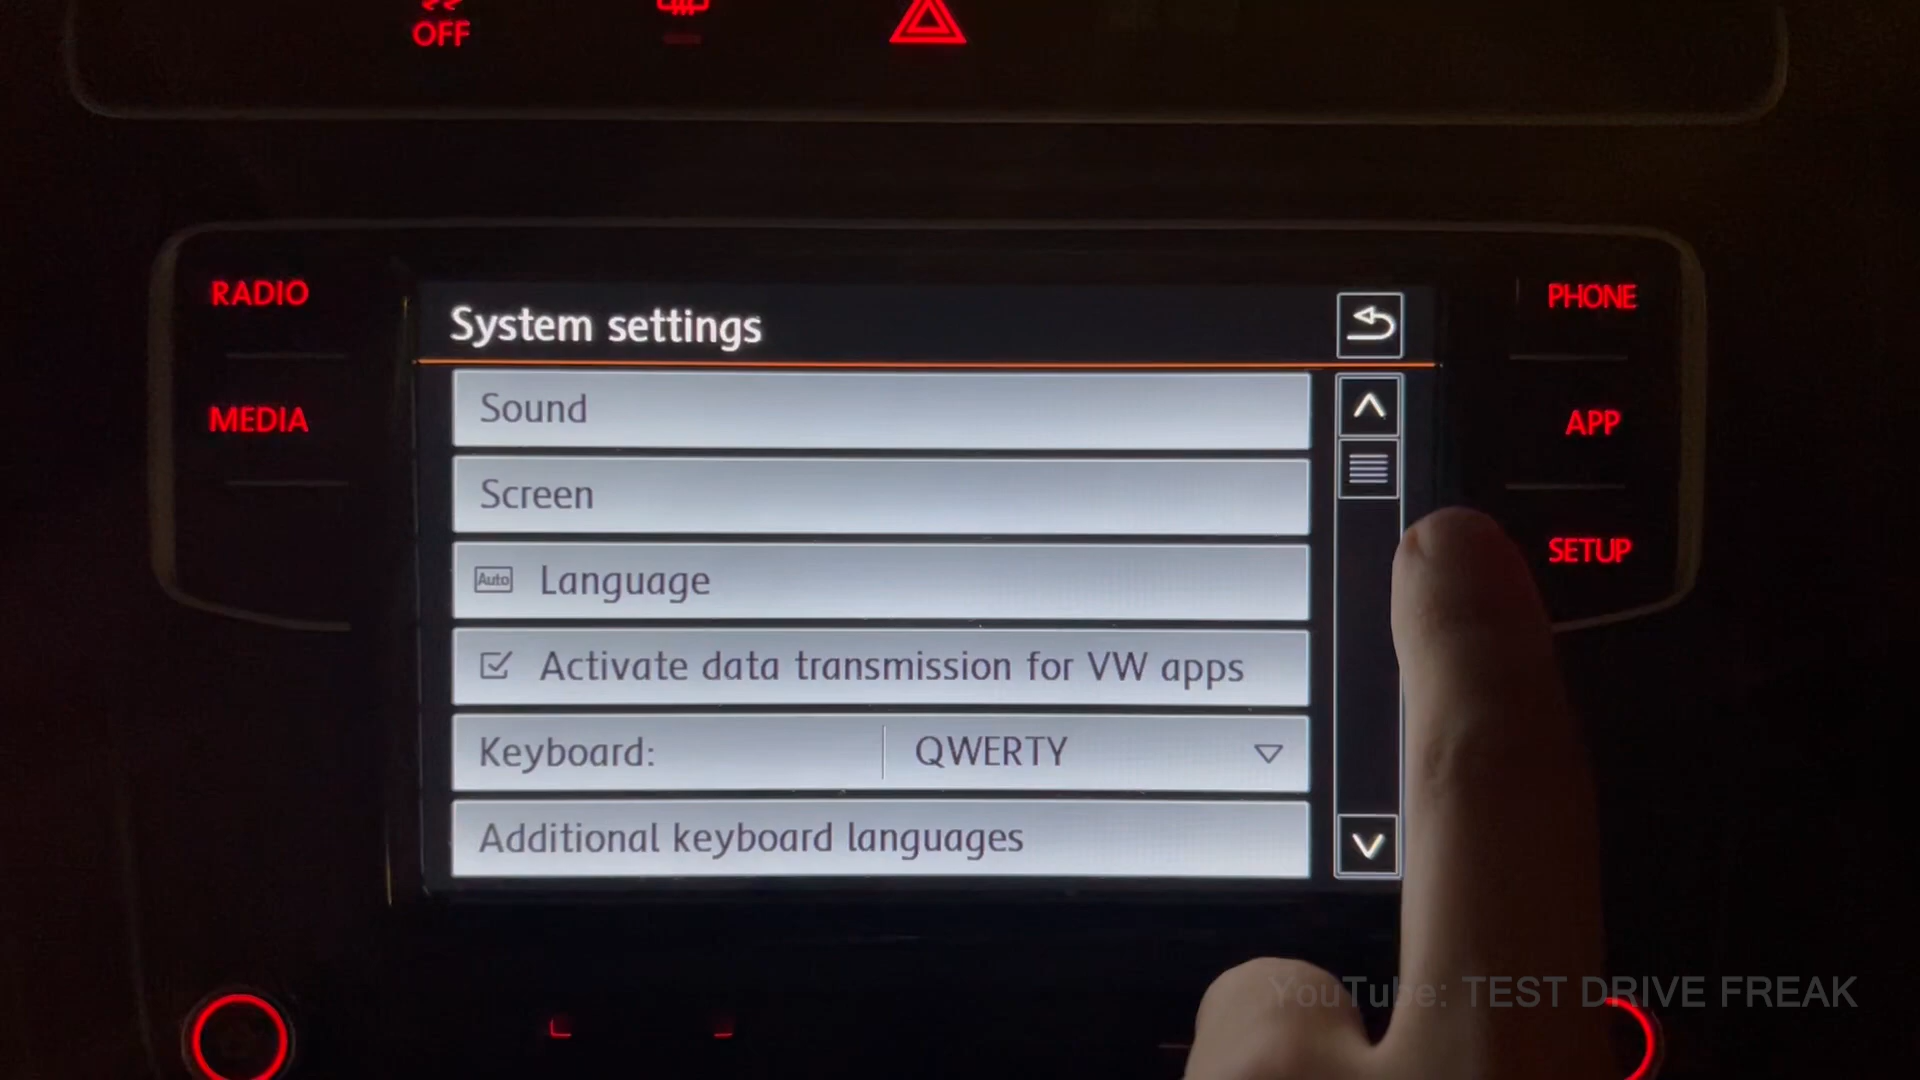 OFF
RADIO
MEDIA
System settings
Sound
Screen
Auto Language
Activate data transmission for VW apps
Keyboard: QWERTY
Additional keyboard languages
PHONE
APP
SETUP
YouTube: TEST DRIVE FREAK